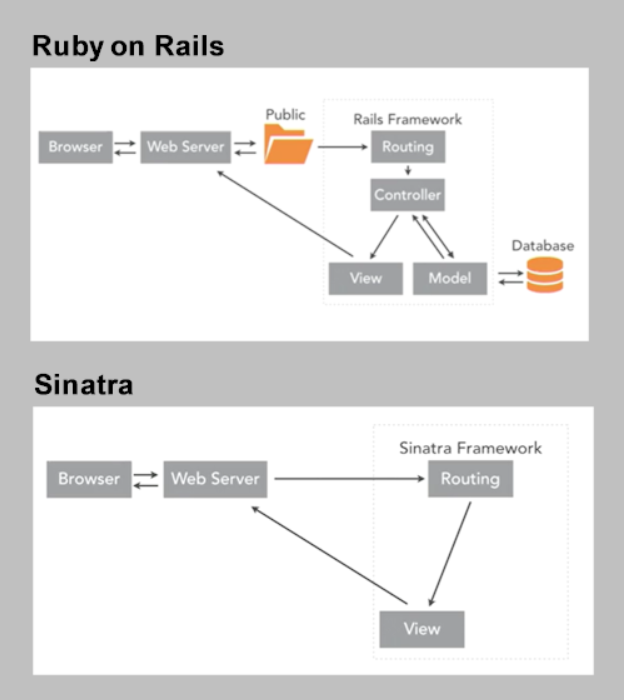 Ruby on Rails
Public
Rails Framework
Browser
Web Server
Routing
Controller
Database
View
Model
Sinatra
Sinatra Framework
Browser
Web Server
Routing
View